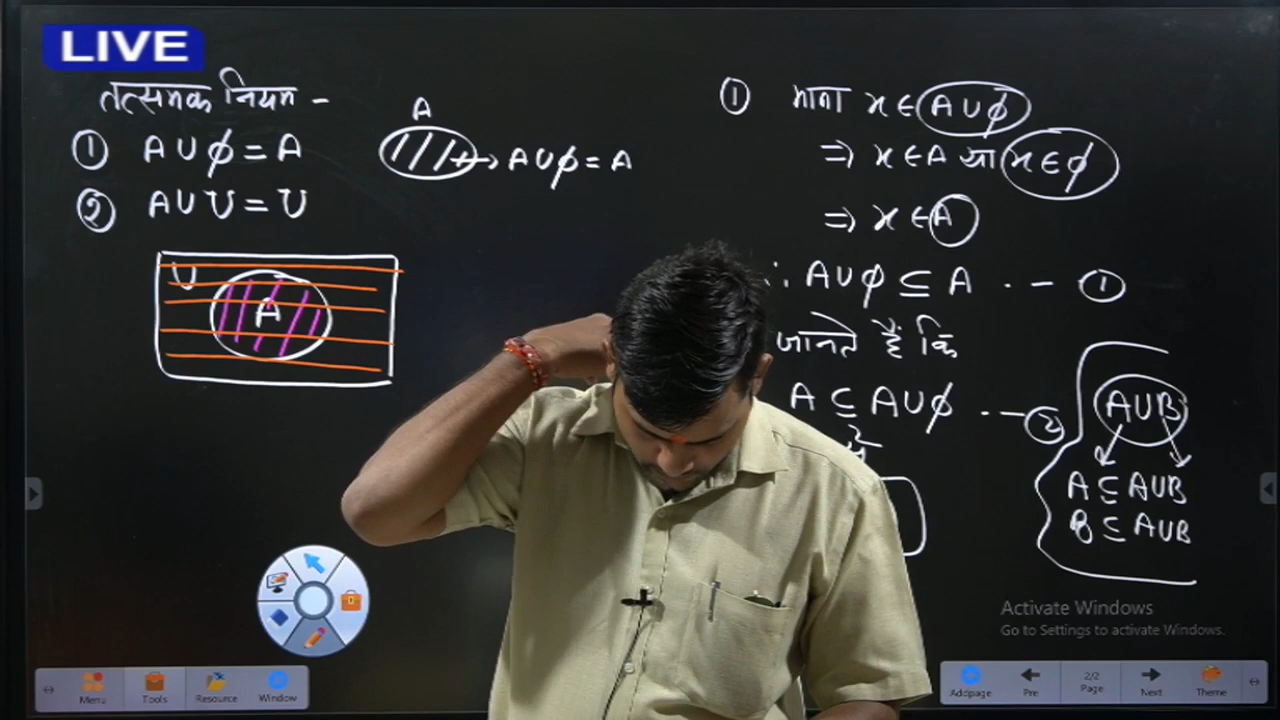 LIVE
तत्समक नियम -
① A∪ϕ = A
A
A∪ϕ = A
② A∪U = U
U
A
① माना x ∈ A∪ϕ
⇒ x ∈ A या x ∈ ϕ
⇒ x ∈ A
∴ A∪ϕ ⊆ A ... ①
जानते हैं कि
A ⊆ A∪ϕ ... ②
A∪B
A ⊆ A∪B
B ⊆ A∪B
Activate Windows
Go to Settings to activate Windows.
Menu Tools Resource Window
Addpage Pre 2/2 Page Next Theme